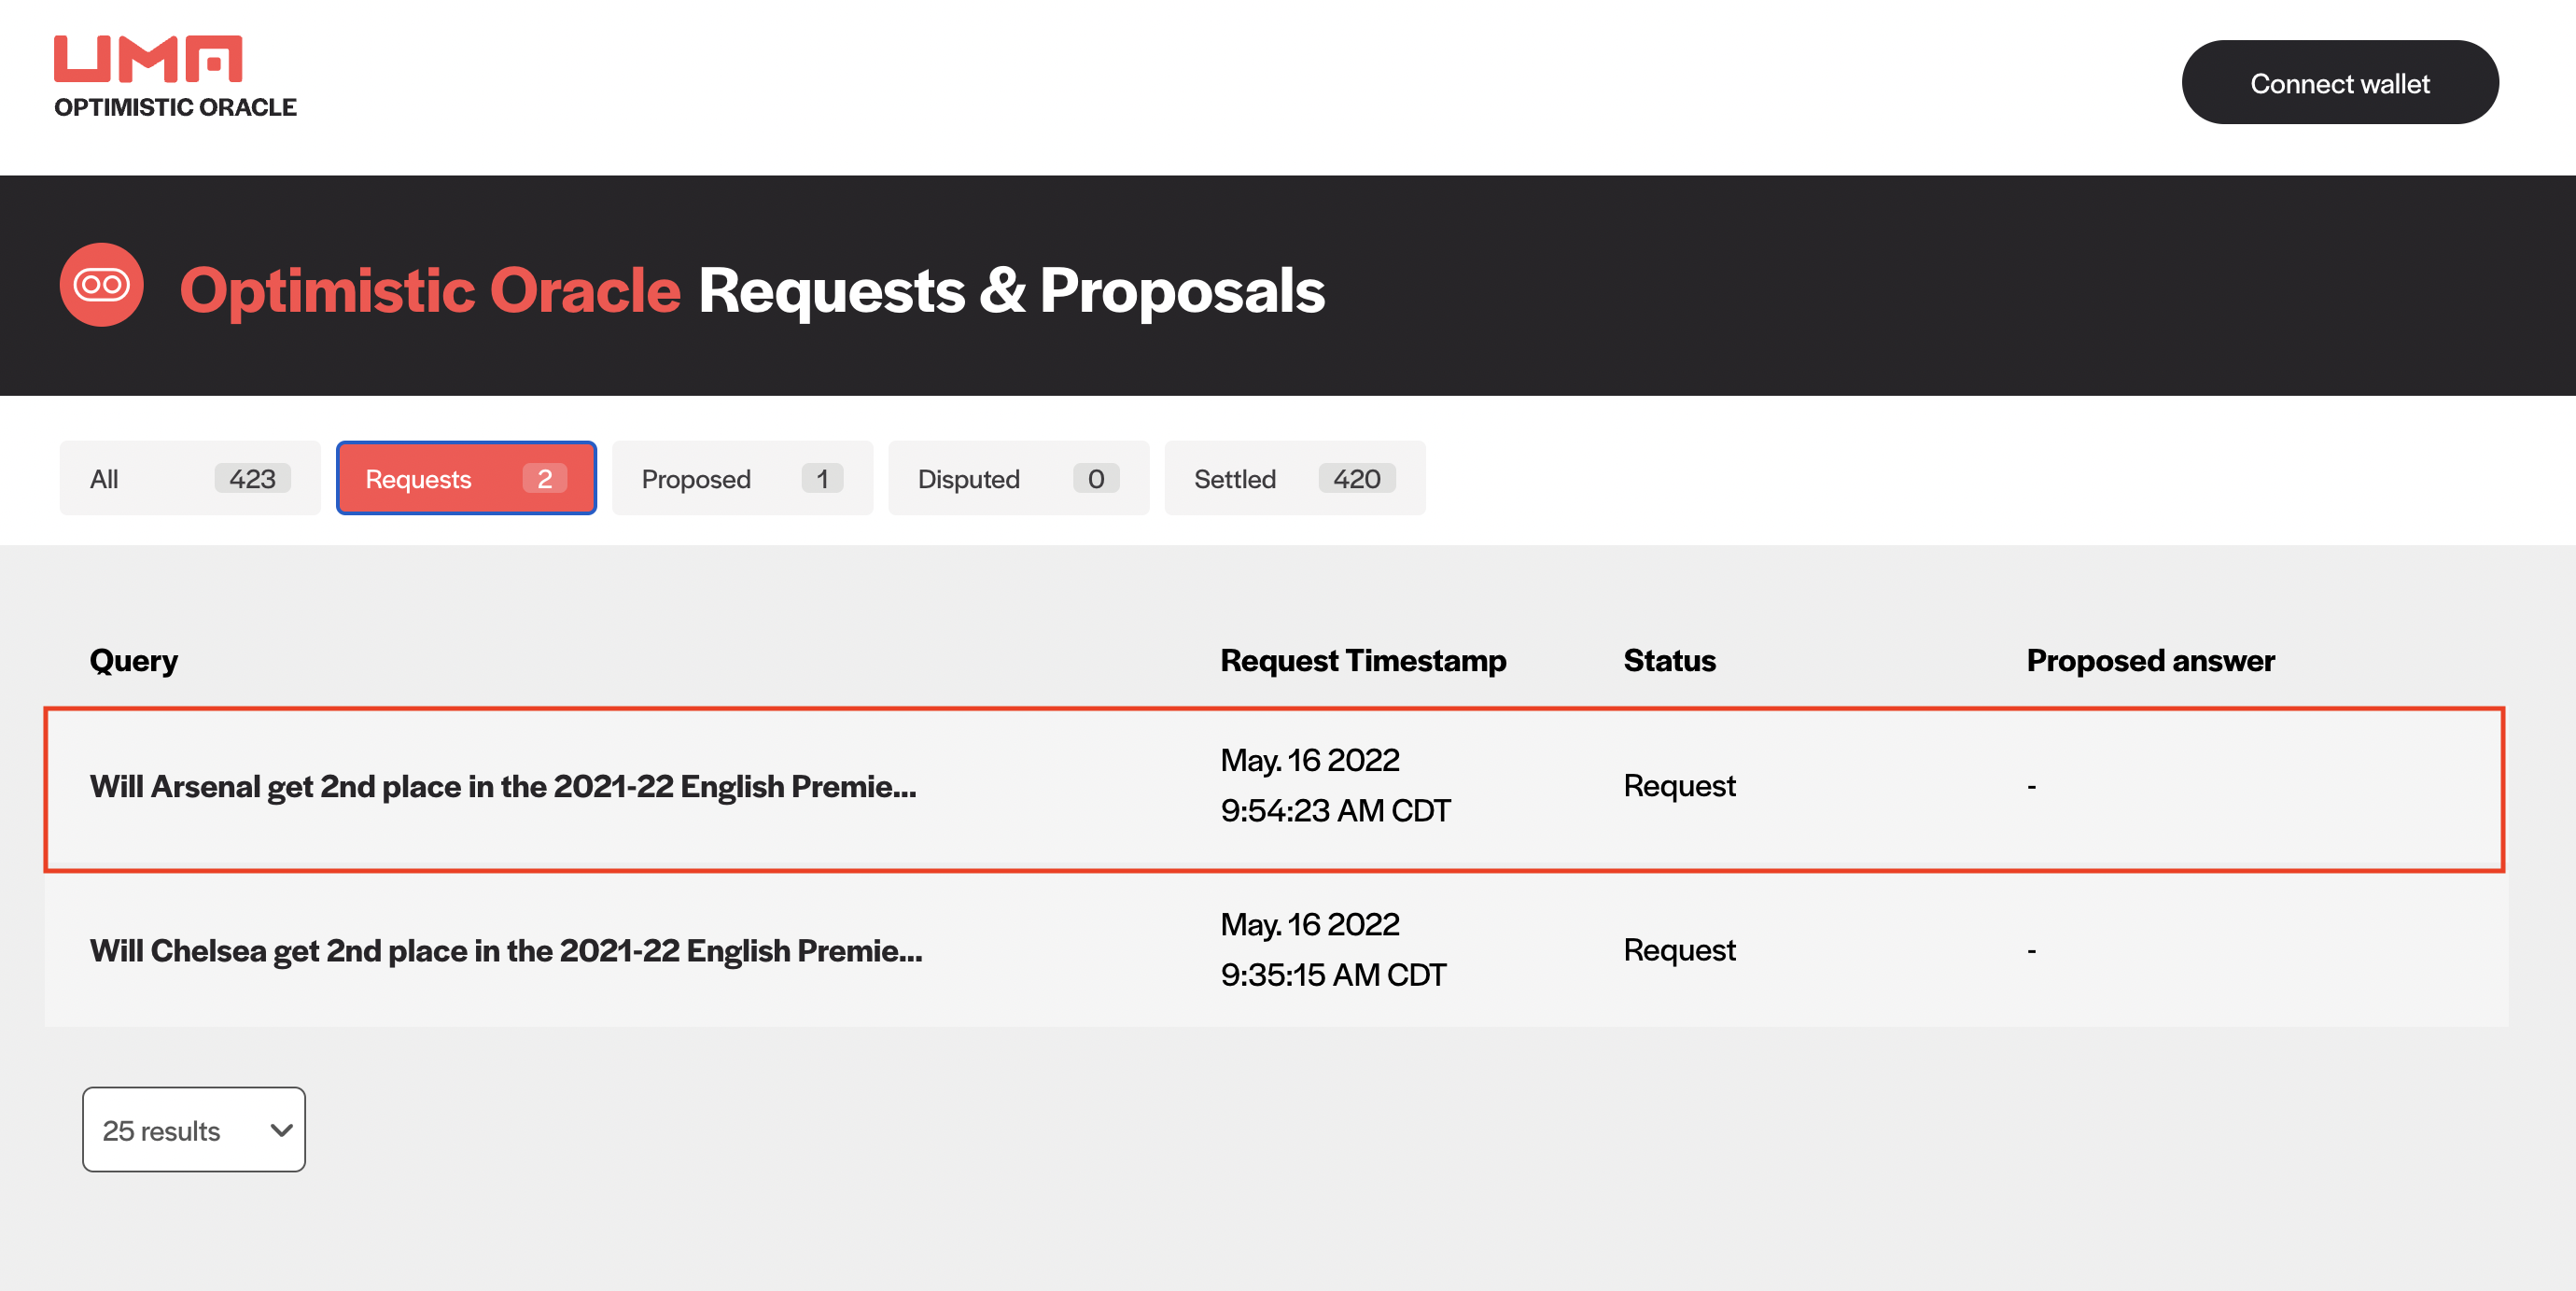 UMA
OPTIMISTIC ORACLE
Connect wallet
Optimistic Oracle Requests & Proposals
All 423 Requests 2 Proposed 1 Disputed 0 Settled 420
Query Request Timestamp Status Proposed answer
Will Arsenal get 2nd place in the 2021-22 English Premie... May. 16 2022 Request -
9:54:23 AM CDT
Will Chelsea get 2nd place in the 2021-22 English Premie... May. 16 2022 Request -
9:35:15 AM CDT
25 results